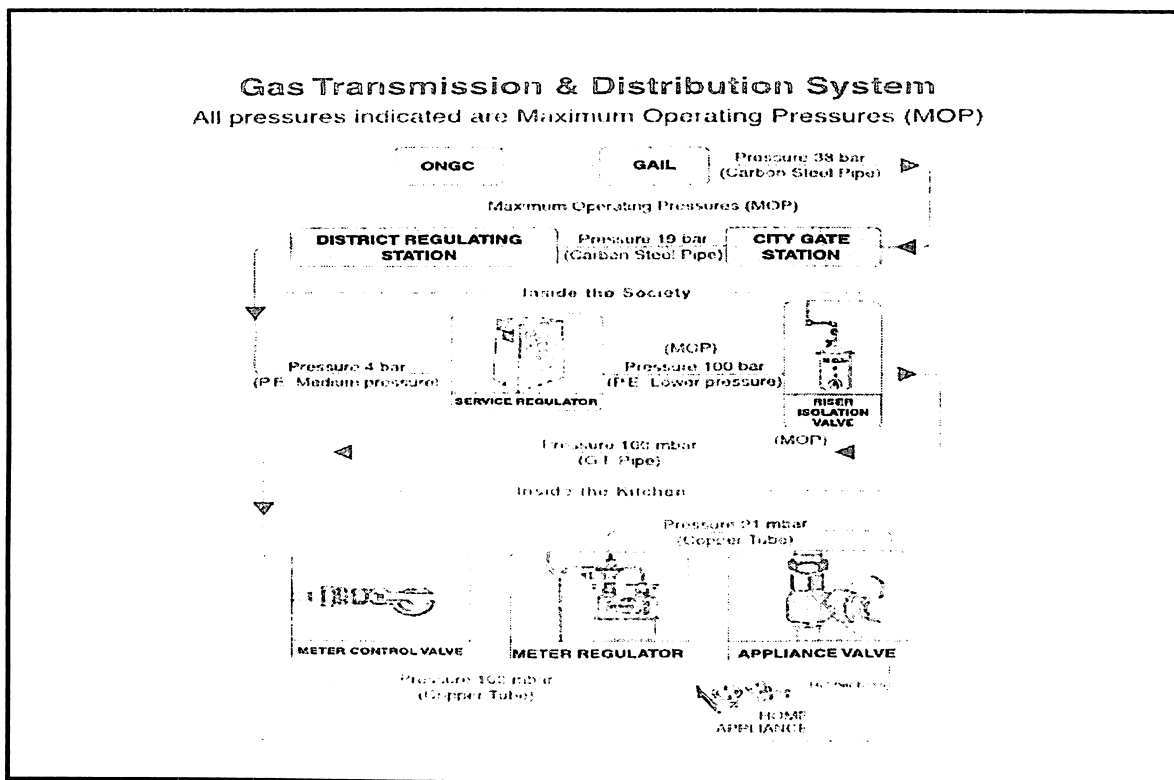 Gas Transmission & Distribution System
All pressures indicated are Maximum Operating Pressures (MOP)
ONGC
GAIL
Pressure 38 bar
(Carbon Steel Pipe)
Maximum Operating Pressures (MOP)
DISTRICT REGULATING
STATION
Pressure 19 bar
(Carbon Steel Pipe)
CITY GATE
STATION
Inside the Society
Pressure 4 bar
(P.E. Medium pressure)
SERVICE REGULATOR
(MOP)
Pressure 100 bar
(P.E. Lower pressure)
RISER
ISOLATION
VALVE
(MOP)
Pressure 100 mbar
(G.I. Pipe)
Inside the Kitchen
Pressure 21 mbar
(Copper Tube)
METER CONTROL VALVE
METER REGULATOR
APPLIANCE VALVE
Pressure 100 mbar
(Copper Tube)
HOME
APPLIANCE